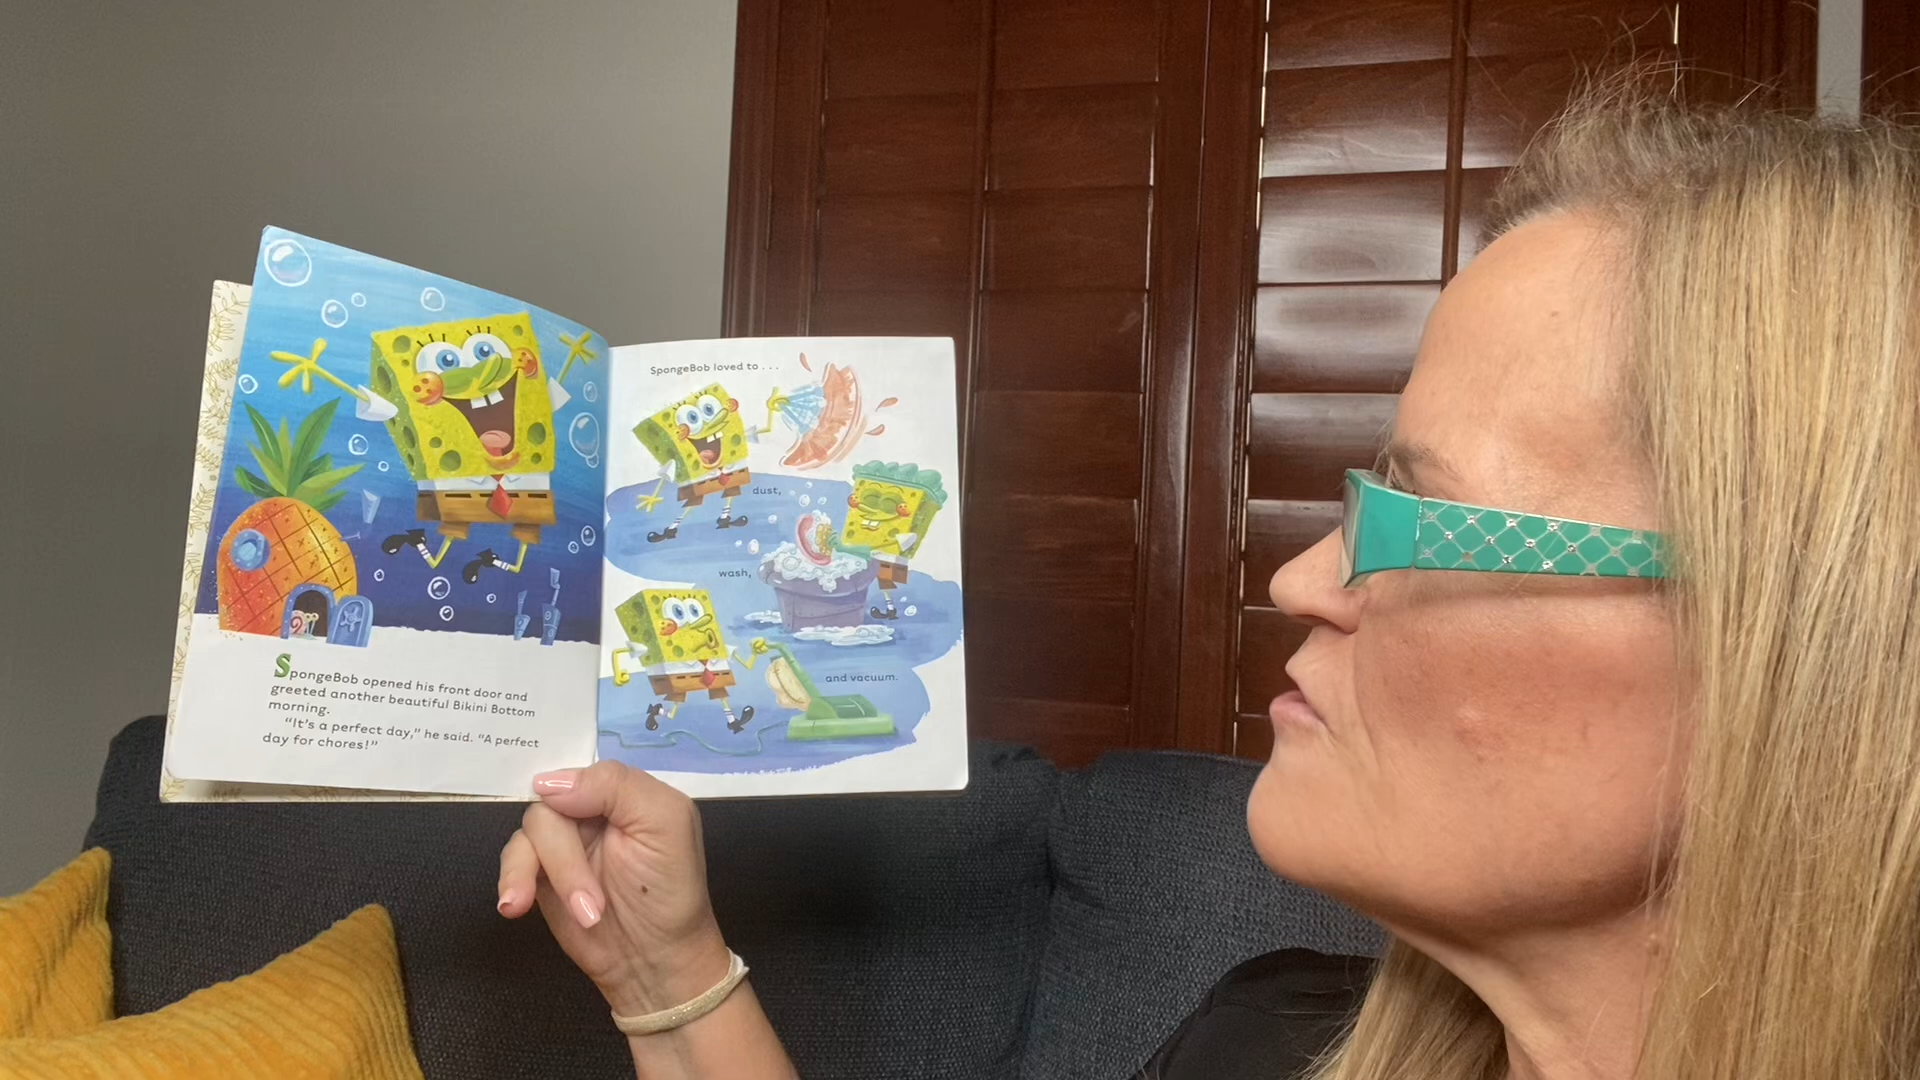 SpongeBob opened his front door and
greeted another beautiful Bikini Bottom
morning.
"It's a perfect day," he said. "A perfect
day for chores!"
SpongeBob loved to . . .
dust,
wash,
and vacuum.